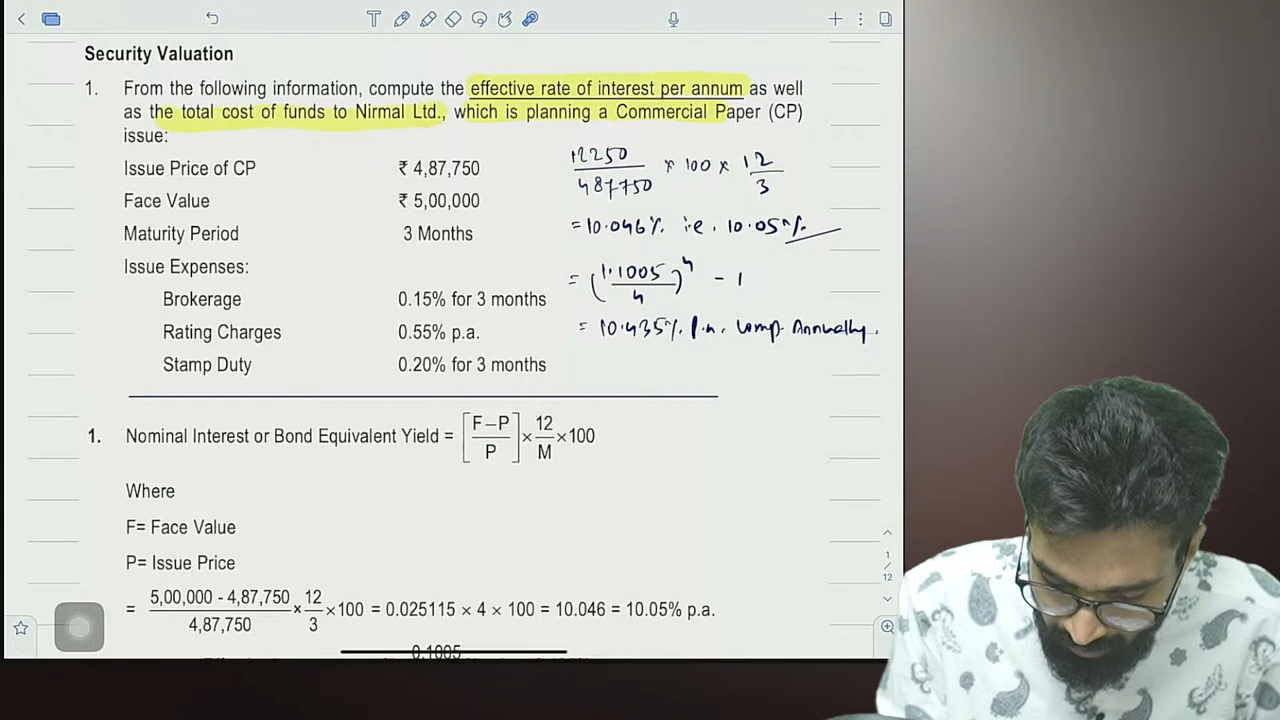 Security Valuation
1. From the following information, compute the effective rate of interest per annum as well
as the total cost of funds to Nirmal Ltd., which is planning a Commercial Paper (CP)
issue:
Issue Price of CP ₹ 4,87,750
12250 / 487750 × 100 × 12 / 3
Face Value ₹ 5,00,000
= 10.046% i.e. 10.05%
Maturity Period 3 Months
Issue Expenses:
= (1.1005 / 4)^4 - 1
Brokerage 0.15% for 3 months
Rating Charges 0.55% p.a.
= 10.435% p.a. comp. Annually.
Stamp Duty 0.20% for 3 months
1. Nominal Interest or Bond Equivalent Yield = [F–P / P] × 12 / M ×100
Where
F= Face Value
P= Issue Price
1 / 12
= 5,00,000 - 4,87,750 / 4,87,750 × 12 / 3 ×100 = 0.025115 × 4 × 100 = 10.046 = 10.05% p.a.
0.1005